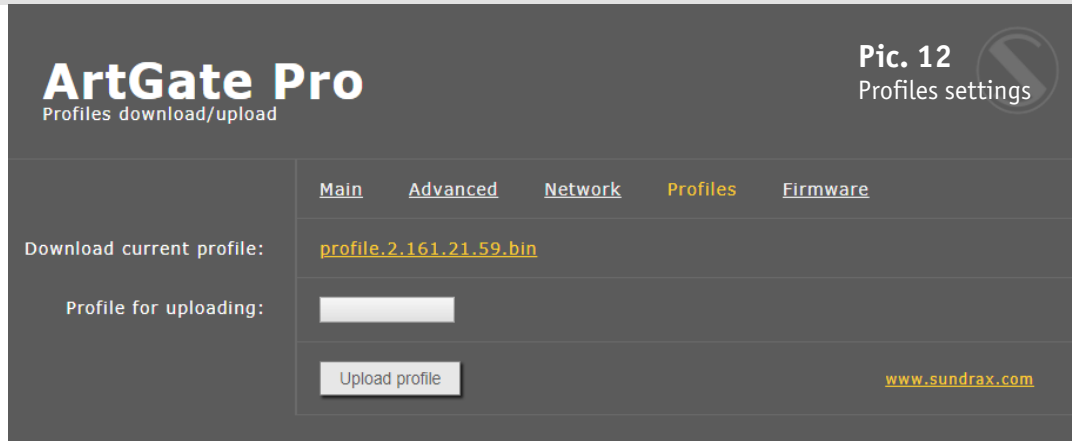 ArtGate Pro
Profiles download/upload
Pic. 12
Profiles settings
Main Advanced Network Profiles Firmware
Download current profile: profile.2.161.21.59.bin
Profile for uploading:
Upload profile www.sundrax.com